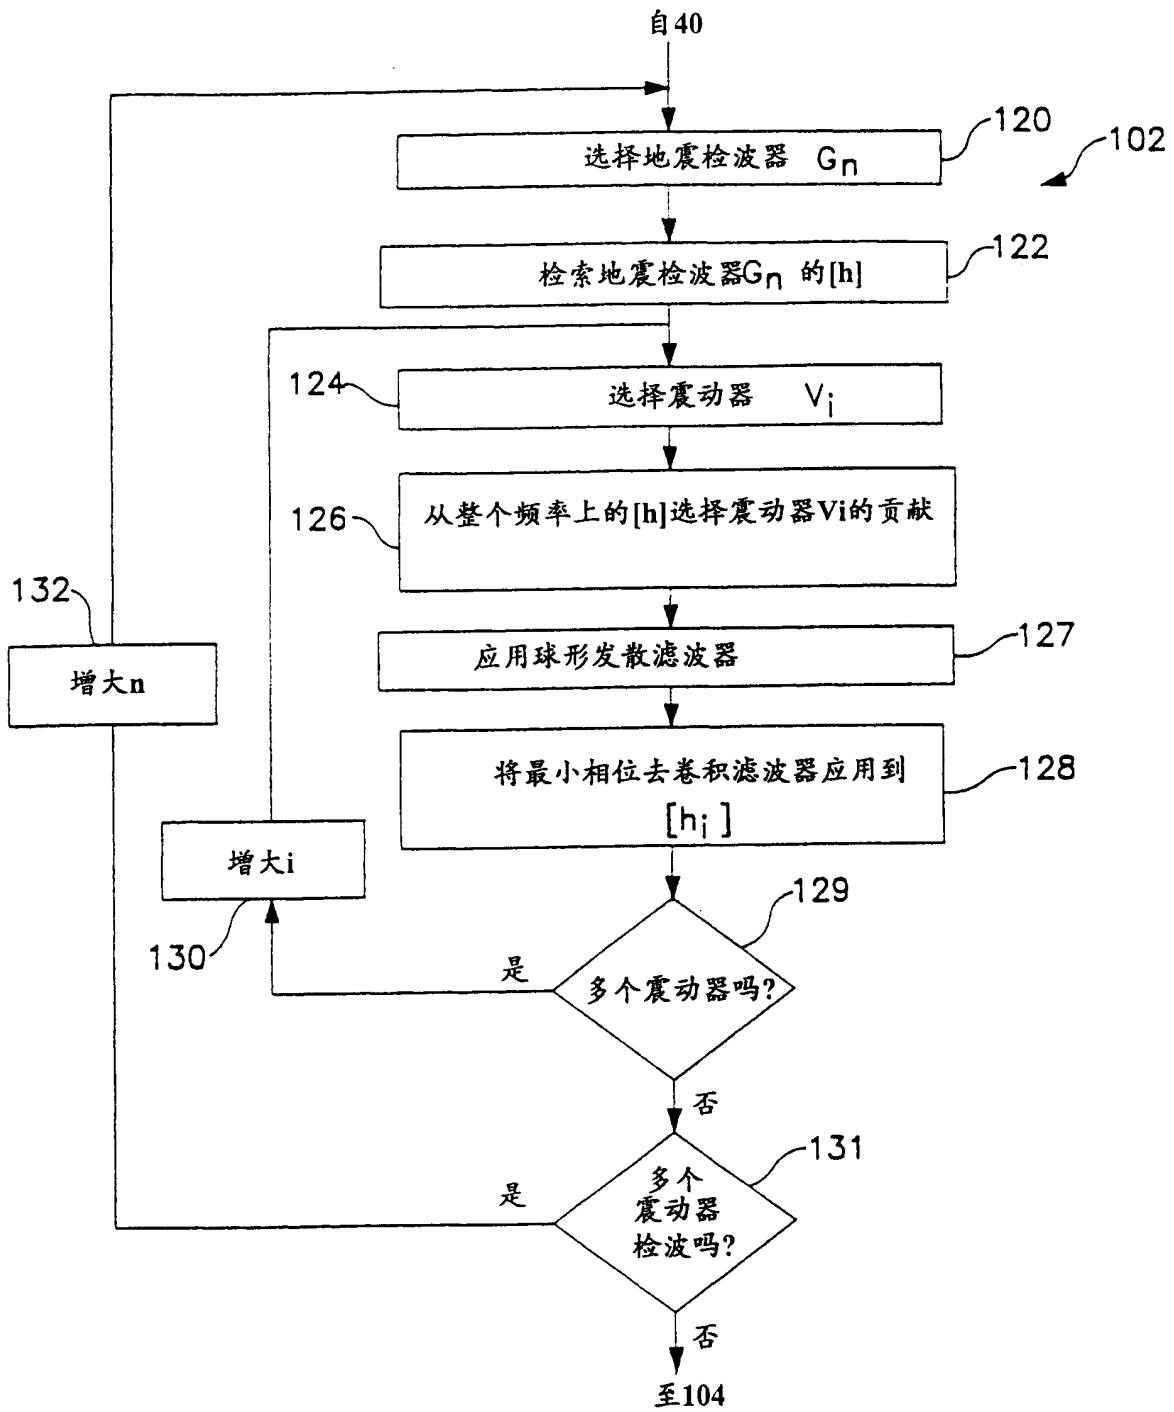 自40
选择地震检波器 Gn
120
102
检索地震检波器Gn 的[h]
122
124
选择震动器 Vi
126
从整个频率上的[h]选择震动器Vi的贡献
132
增大n
应用球形发散滤波器
127
将最小相位去卷积滤波器应用到
[hi]
128
增大i
130
129
是
多个震动器吗?
否
131
是
多个
震动器
检波吗?
否
至104